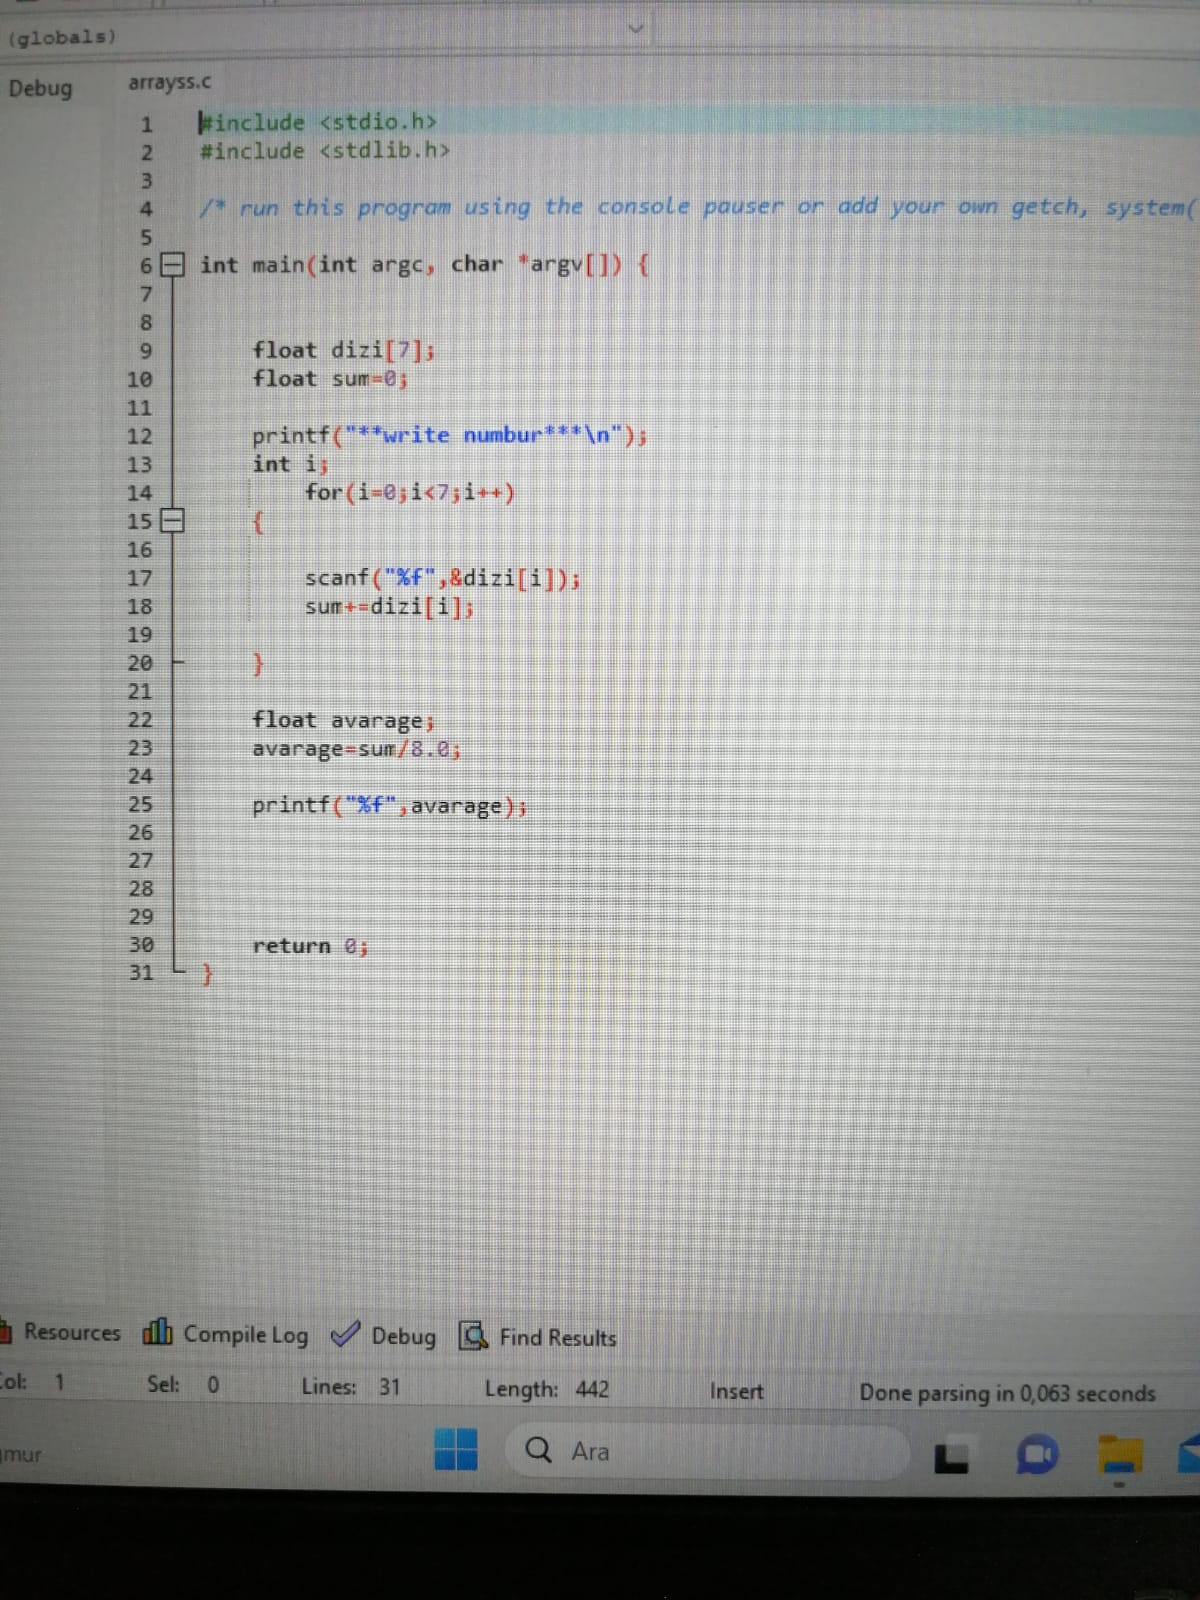 (globals)
Debug
arrayss.c
1 #include <stdio.h>
2 #include <stdlib.h>
3
4 /* run this program using the console pauser or add your own getch, system(
5
6 int main(int argc, char *argv[]) {
7
8
9 float dizi[7];
10 float sum=0;
11
12 printf("**write numbur***\n");
13 int i;
14 for(i=0;i<7;i++)
15 {
16
17 scanf("%f",&dizi[i]);
18 sum+=dizi[i];
19
20 }
21
22 float avarage;
23 avarage=sum/8.0;
24
25 printf("%f",avarage);
26
27
28
29
30 return 0;
31 }
Resources Compile Log Debug Find Results
Col: 1 Sel: 0 Lines: 31 Length: 442 Insert Done parsing in 0,063 seconds
Ara